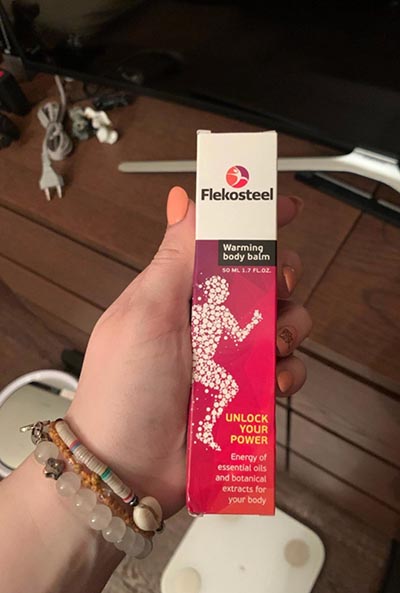 Flekosteel
Warming
body balm
50 ML 1.7 FL.OZ.
UNLOCK
YOUR
POWER
Energy of
essential oils
and botanical
extracts for
your body